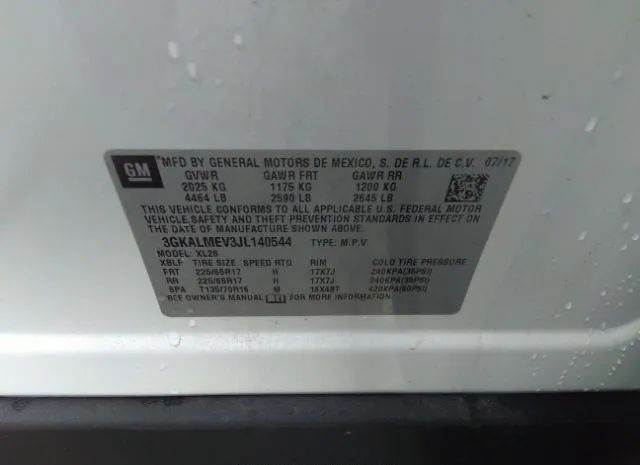 GM
MFD BY GENERAL MOTORS DE MEXICO, S. DE R.L. DE C.V. 07/17
GVWR GAWR FRT GAWR RR
2025 KG 1175 KG 1200 KG
4464 LB 2590 LB 2645 LB
THIS VEHICLE CONFORMS TO ALL APPLICABLE U.S. FEDERAL MOTOR
VEHICLE SAFETY AND THEFT PREVENTION STANDARDS IN EFFECT ON
THE DATE OF MANUFACTURE SHOWN ABOVE.
3GKALMEV3JL140544 TYPE: M.P.V.
MODEL: XL26
XBLF TIRE SIZE SPEED RTG RIM COLD TIRE PRESSURE
FRT 225/65R17 H 17X7J 240KPA(35PSI)
RR 225/65R17 H 17X7J 240KPA(35PSI)
SPA T135/70R16 M 16X4BT 420KPA(60PSI)
SEE OWNER'S MANUAL FOR MORE INFORMATION